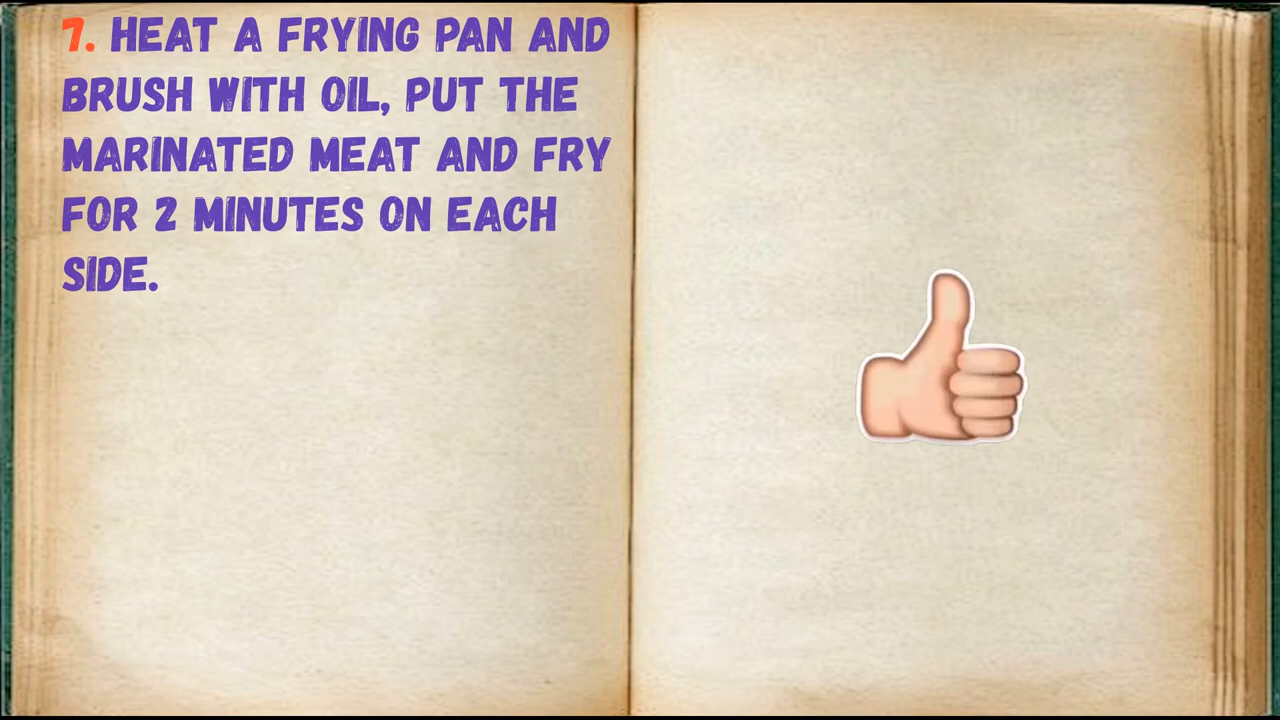 7. HEAT A FRYING PAN AND
BRUSH WITH OIL, PUT THE
MARINATED MEAT AND FRY
FOR 2 MINUTES ON EACH
SIDE.